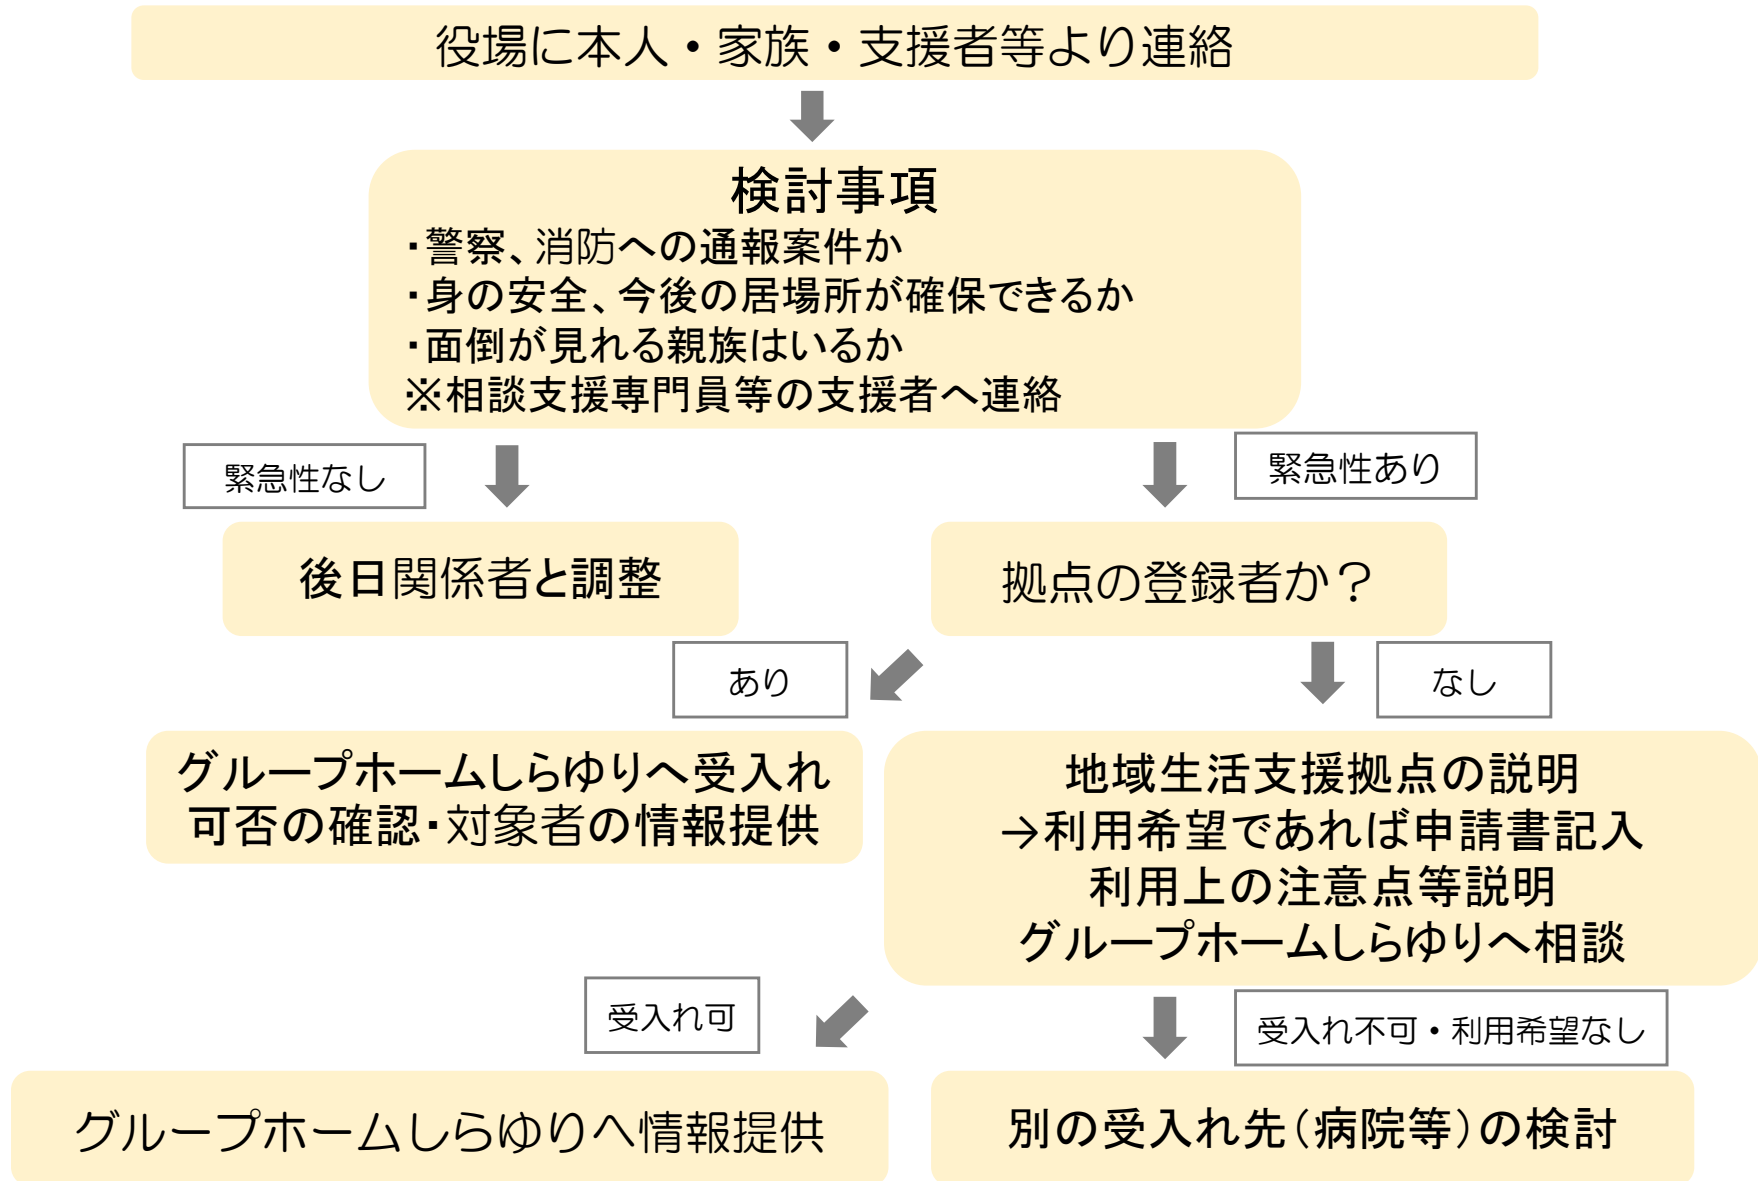 役場に本人・家族・支援者等より連絡
検討事項
・警察、消防への通報案件か
・身の安全、今後の居場所が確保できるか
・面倒が見れる親族はいるか
※相談支援専門員等の支援者へ連絡
緊急性なし
緊急性あり
後日関係者と調整
拠点の登録者か？
あり
なし
グループホームしらゆりへ受入れ
可否の確認・対象者の情報提供
地域生活支援拠点の説明
→利用希望であれば申請書記入
利用上の注意点等説明
グループホームしらゆりへ相談
受入れ可
受入れ不可・利用希望なし
グループホームしらゆりへ情報提供
別の受入れ先（病院等）の検討